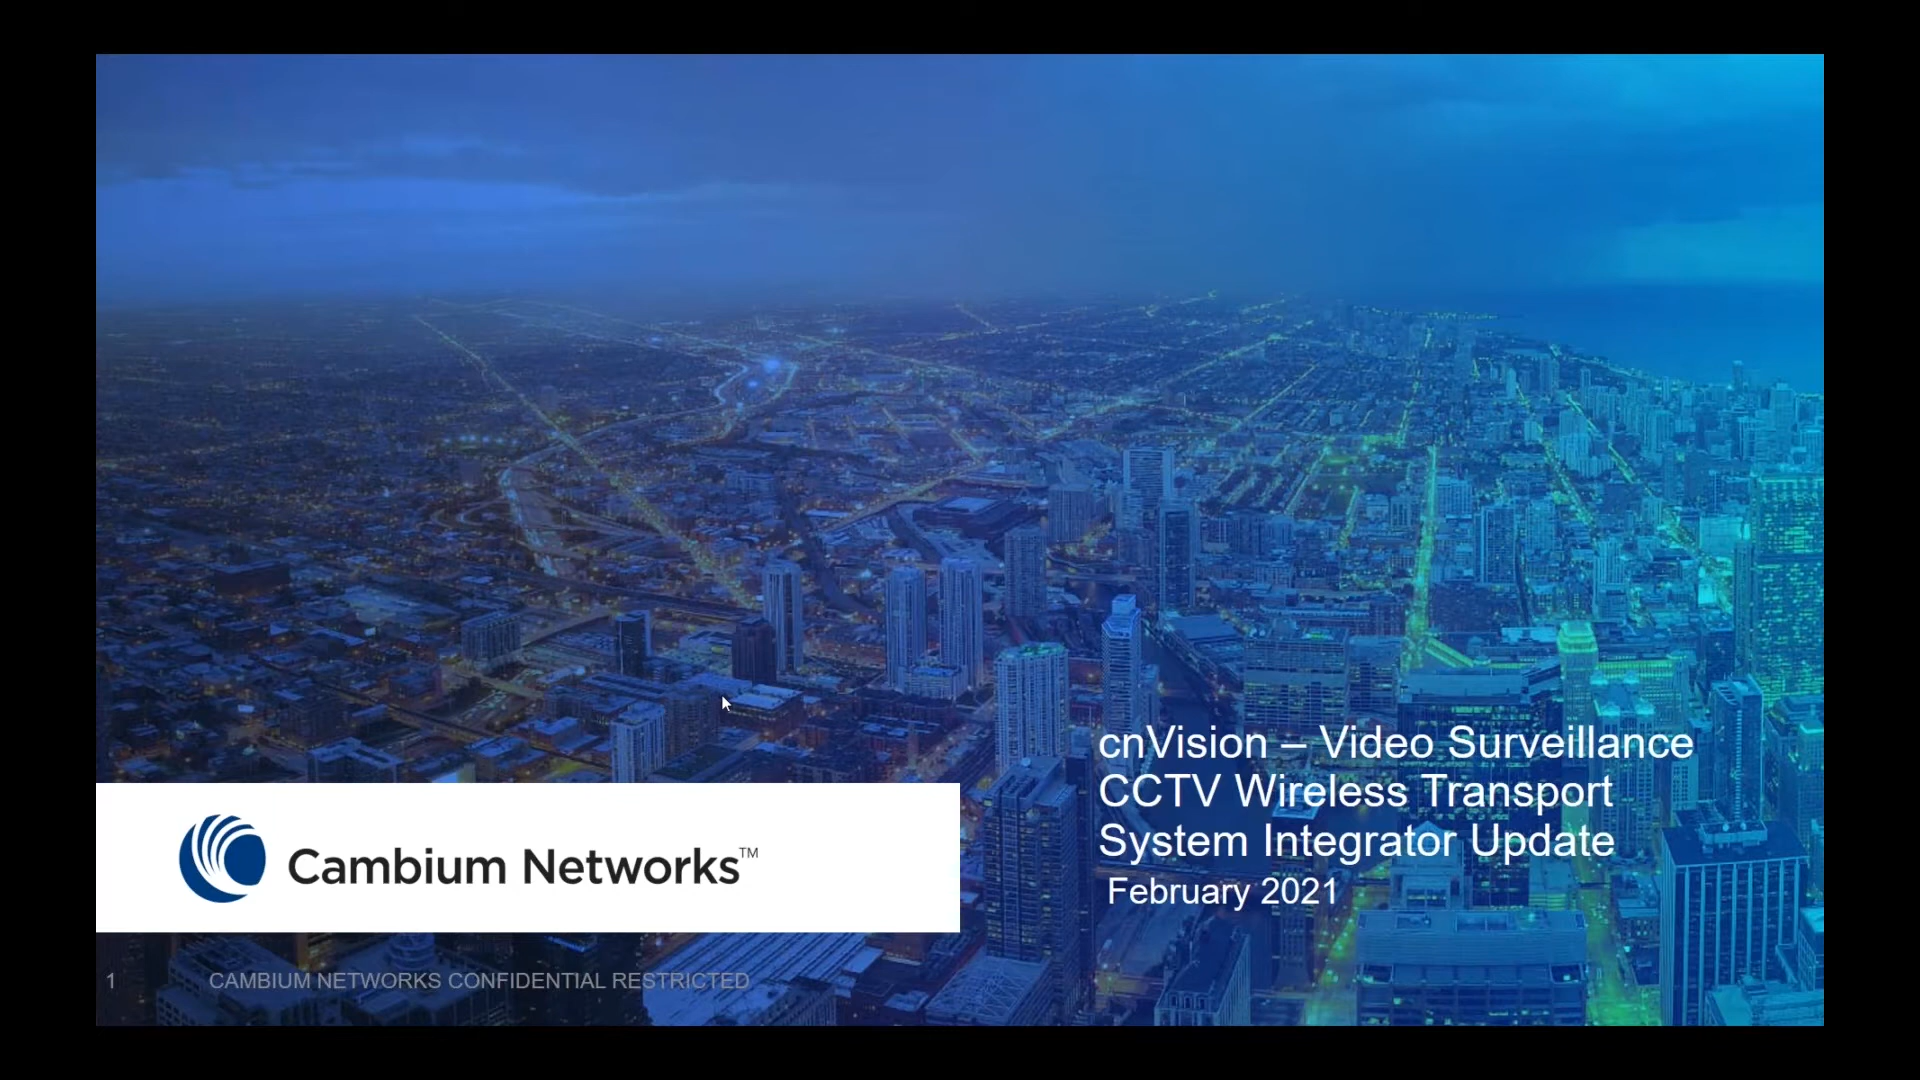 cnVision – Video Surveillance
CCTV Wireless Transport
System Integrator Update
February 2021
Cambium Networks™
1
CAMBIUM NETWORKS CONFIDENTIAL RESTRICTED